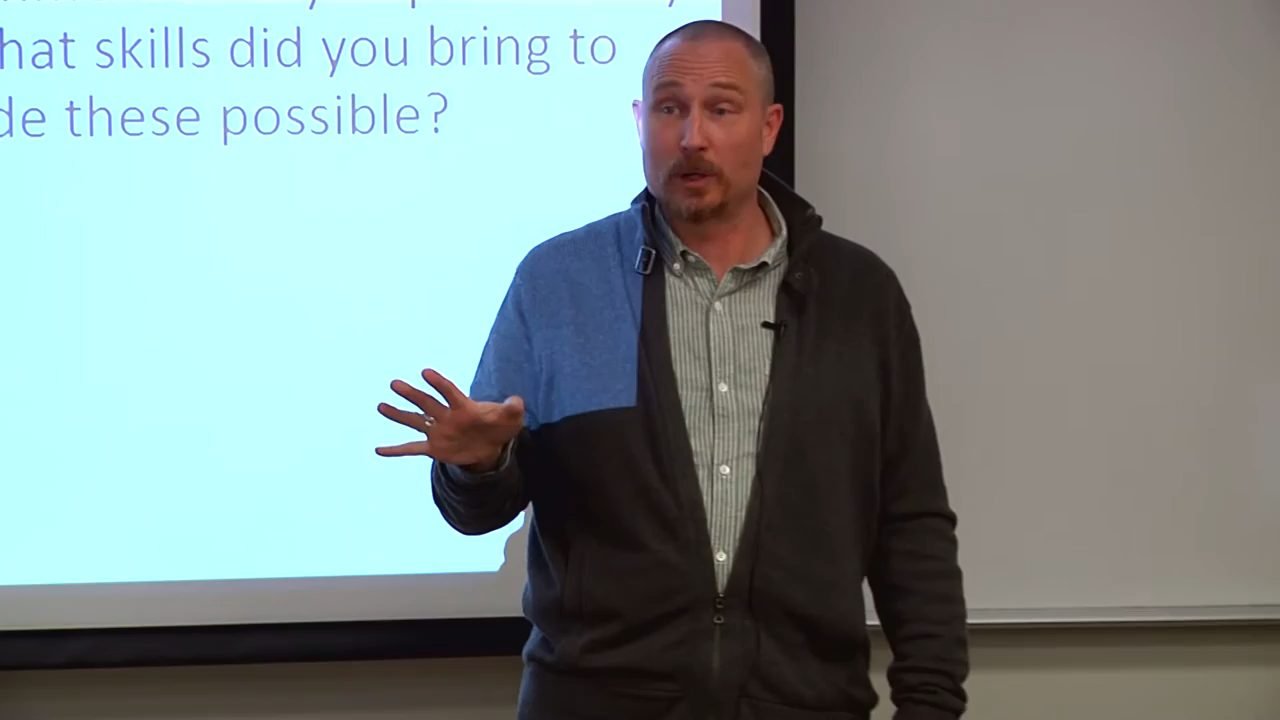 hat skills did you bring to
de these possible?